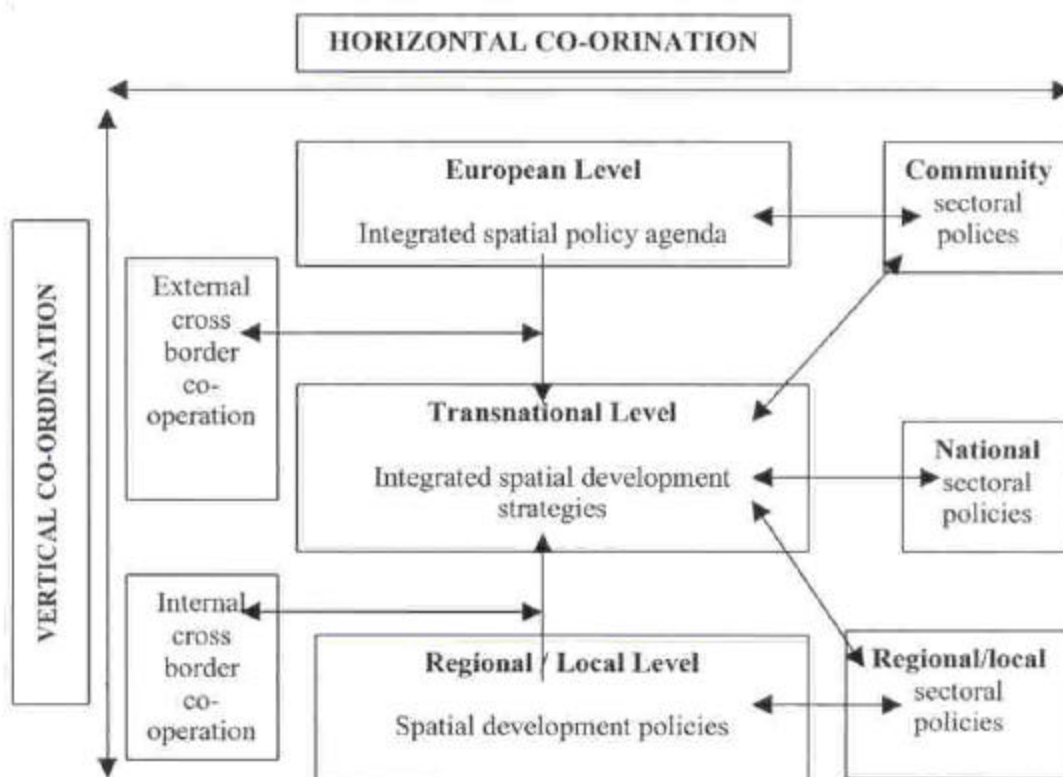 HORIZONTAL CO-ORINATION
VERTICAL CO-ORDINATION
European Level
Integrated spatial policy agenda
Community
sectoral
polices
External
cross
border
co-
operation
Transnational Level
Integrated spatial development
strategies
National
sectoral
policies
Internal
cross
border
co-
operation
Regional / Local Level
Spatial development policies
Regional/local
sectoral
policies